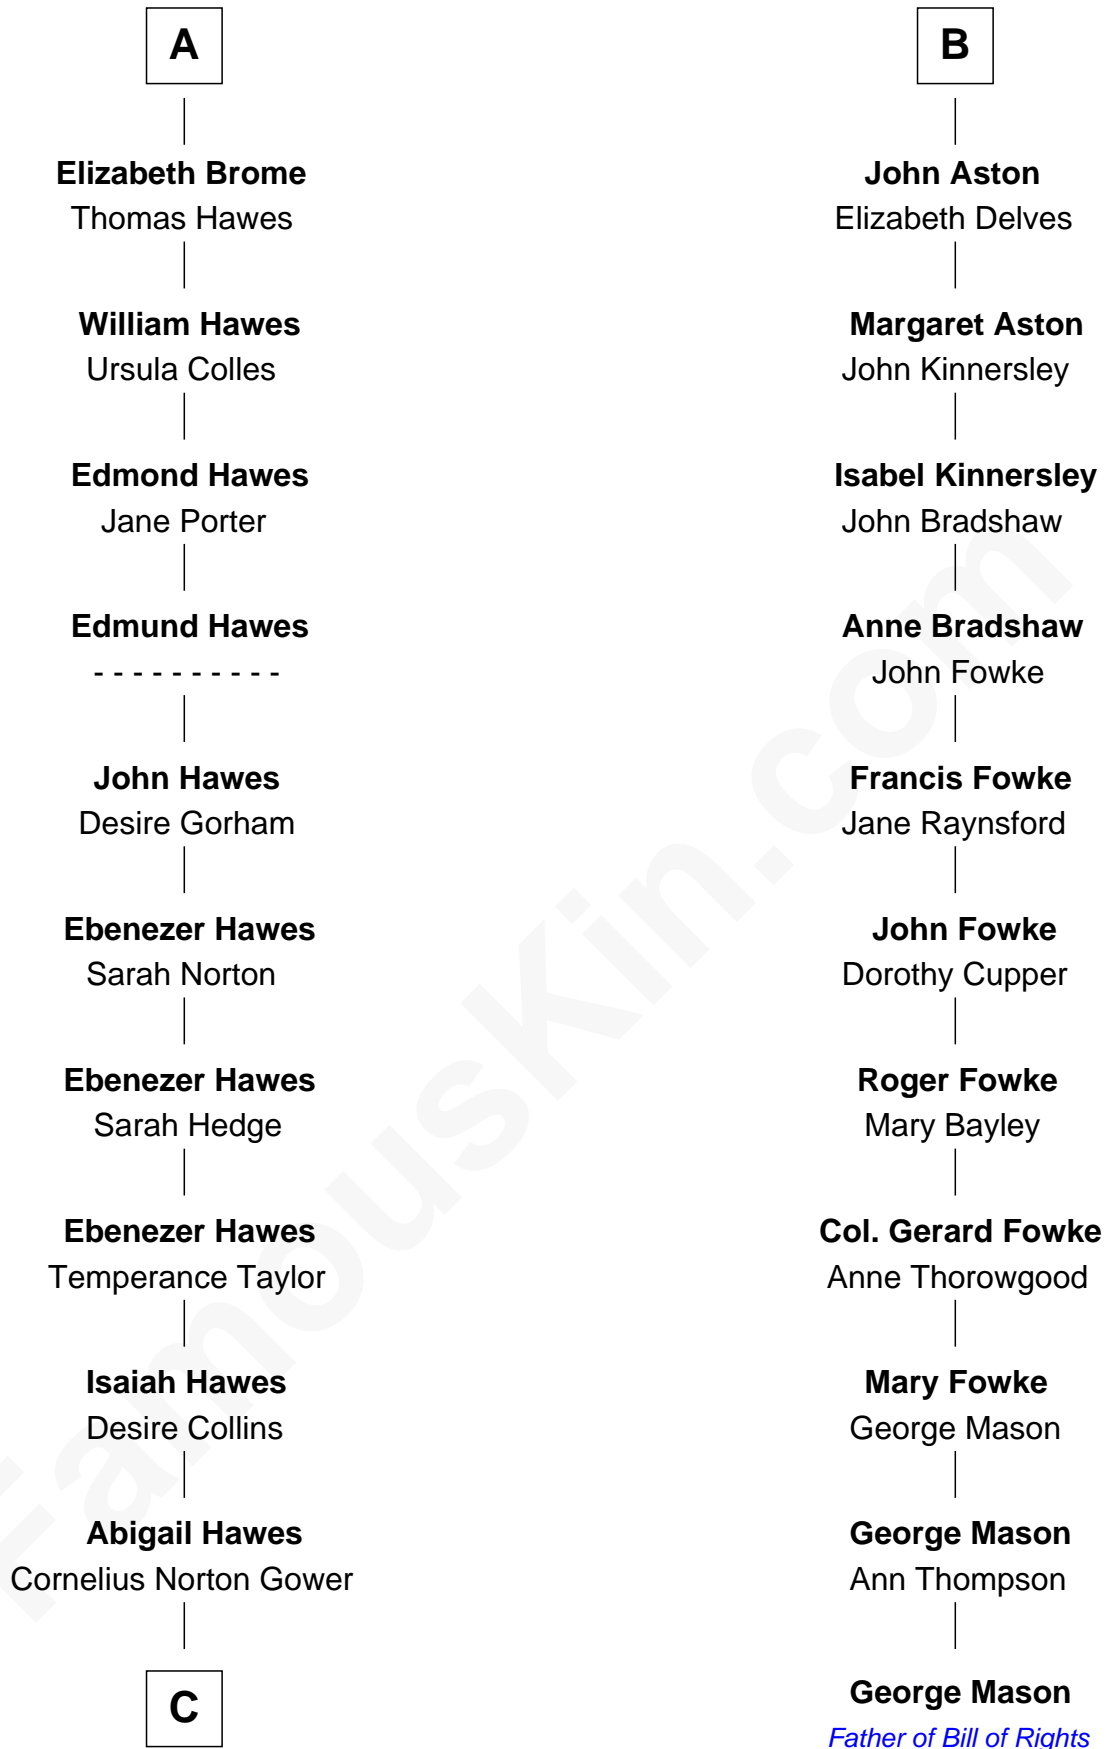 A
Elizabeth Brome
Thomas Hawes
William Hawes
Ursula Colles
Edmond Hawes
Jane Porter
Edmund Hawes
- - - - - - - - - -
John Hawes
Desire Gorham
Ebenezer Hawes
Sarah Norton
Ebenezer Hawes
Sarah Hedge
Ebenezer Hawes
Temperance Taylor
Isaiah Hawes
Desire Collins
Abigail Hawes
Cornelius Norton Gower
C
B
John Aston
Elizabeth Delves
Margaret Aston
John Kinnersley
Isabel Kinnersley
John Bradshaw
Anne Bradshaw
John Fowke
Francis Fowke
Jane Raynsford
John Fowke
Dorothy Cupper
Roger Fowke
Mary Bayley
Col. Gerard Fowke
Anne Thorowgood
Mary Fowke
George Mason
George Mason
Ann Thompson
George Mason
Father of Bill of Rights
FamousKin.com